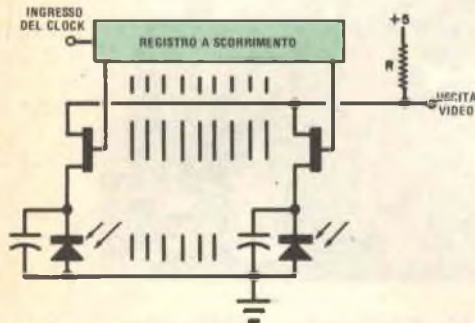 INGRESSO
DEL CLOCK
REGISTRO A SCORRIMENTO
+5
R
USCITA
VIDEO